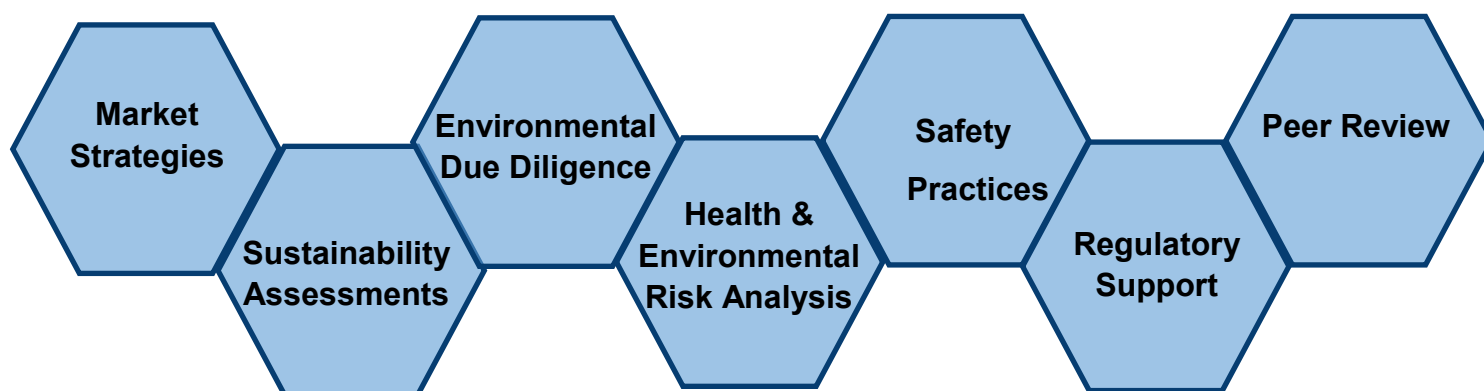 Market
Strategies
Sustainability
Assessments
Environmental
Due Diligence
Health &
Environmental
Risk Analysis
Safety
Practices
Regulatory
Support
Peer Review